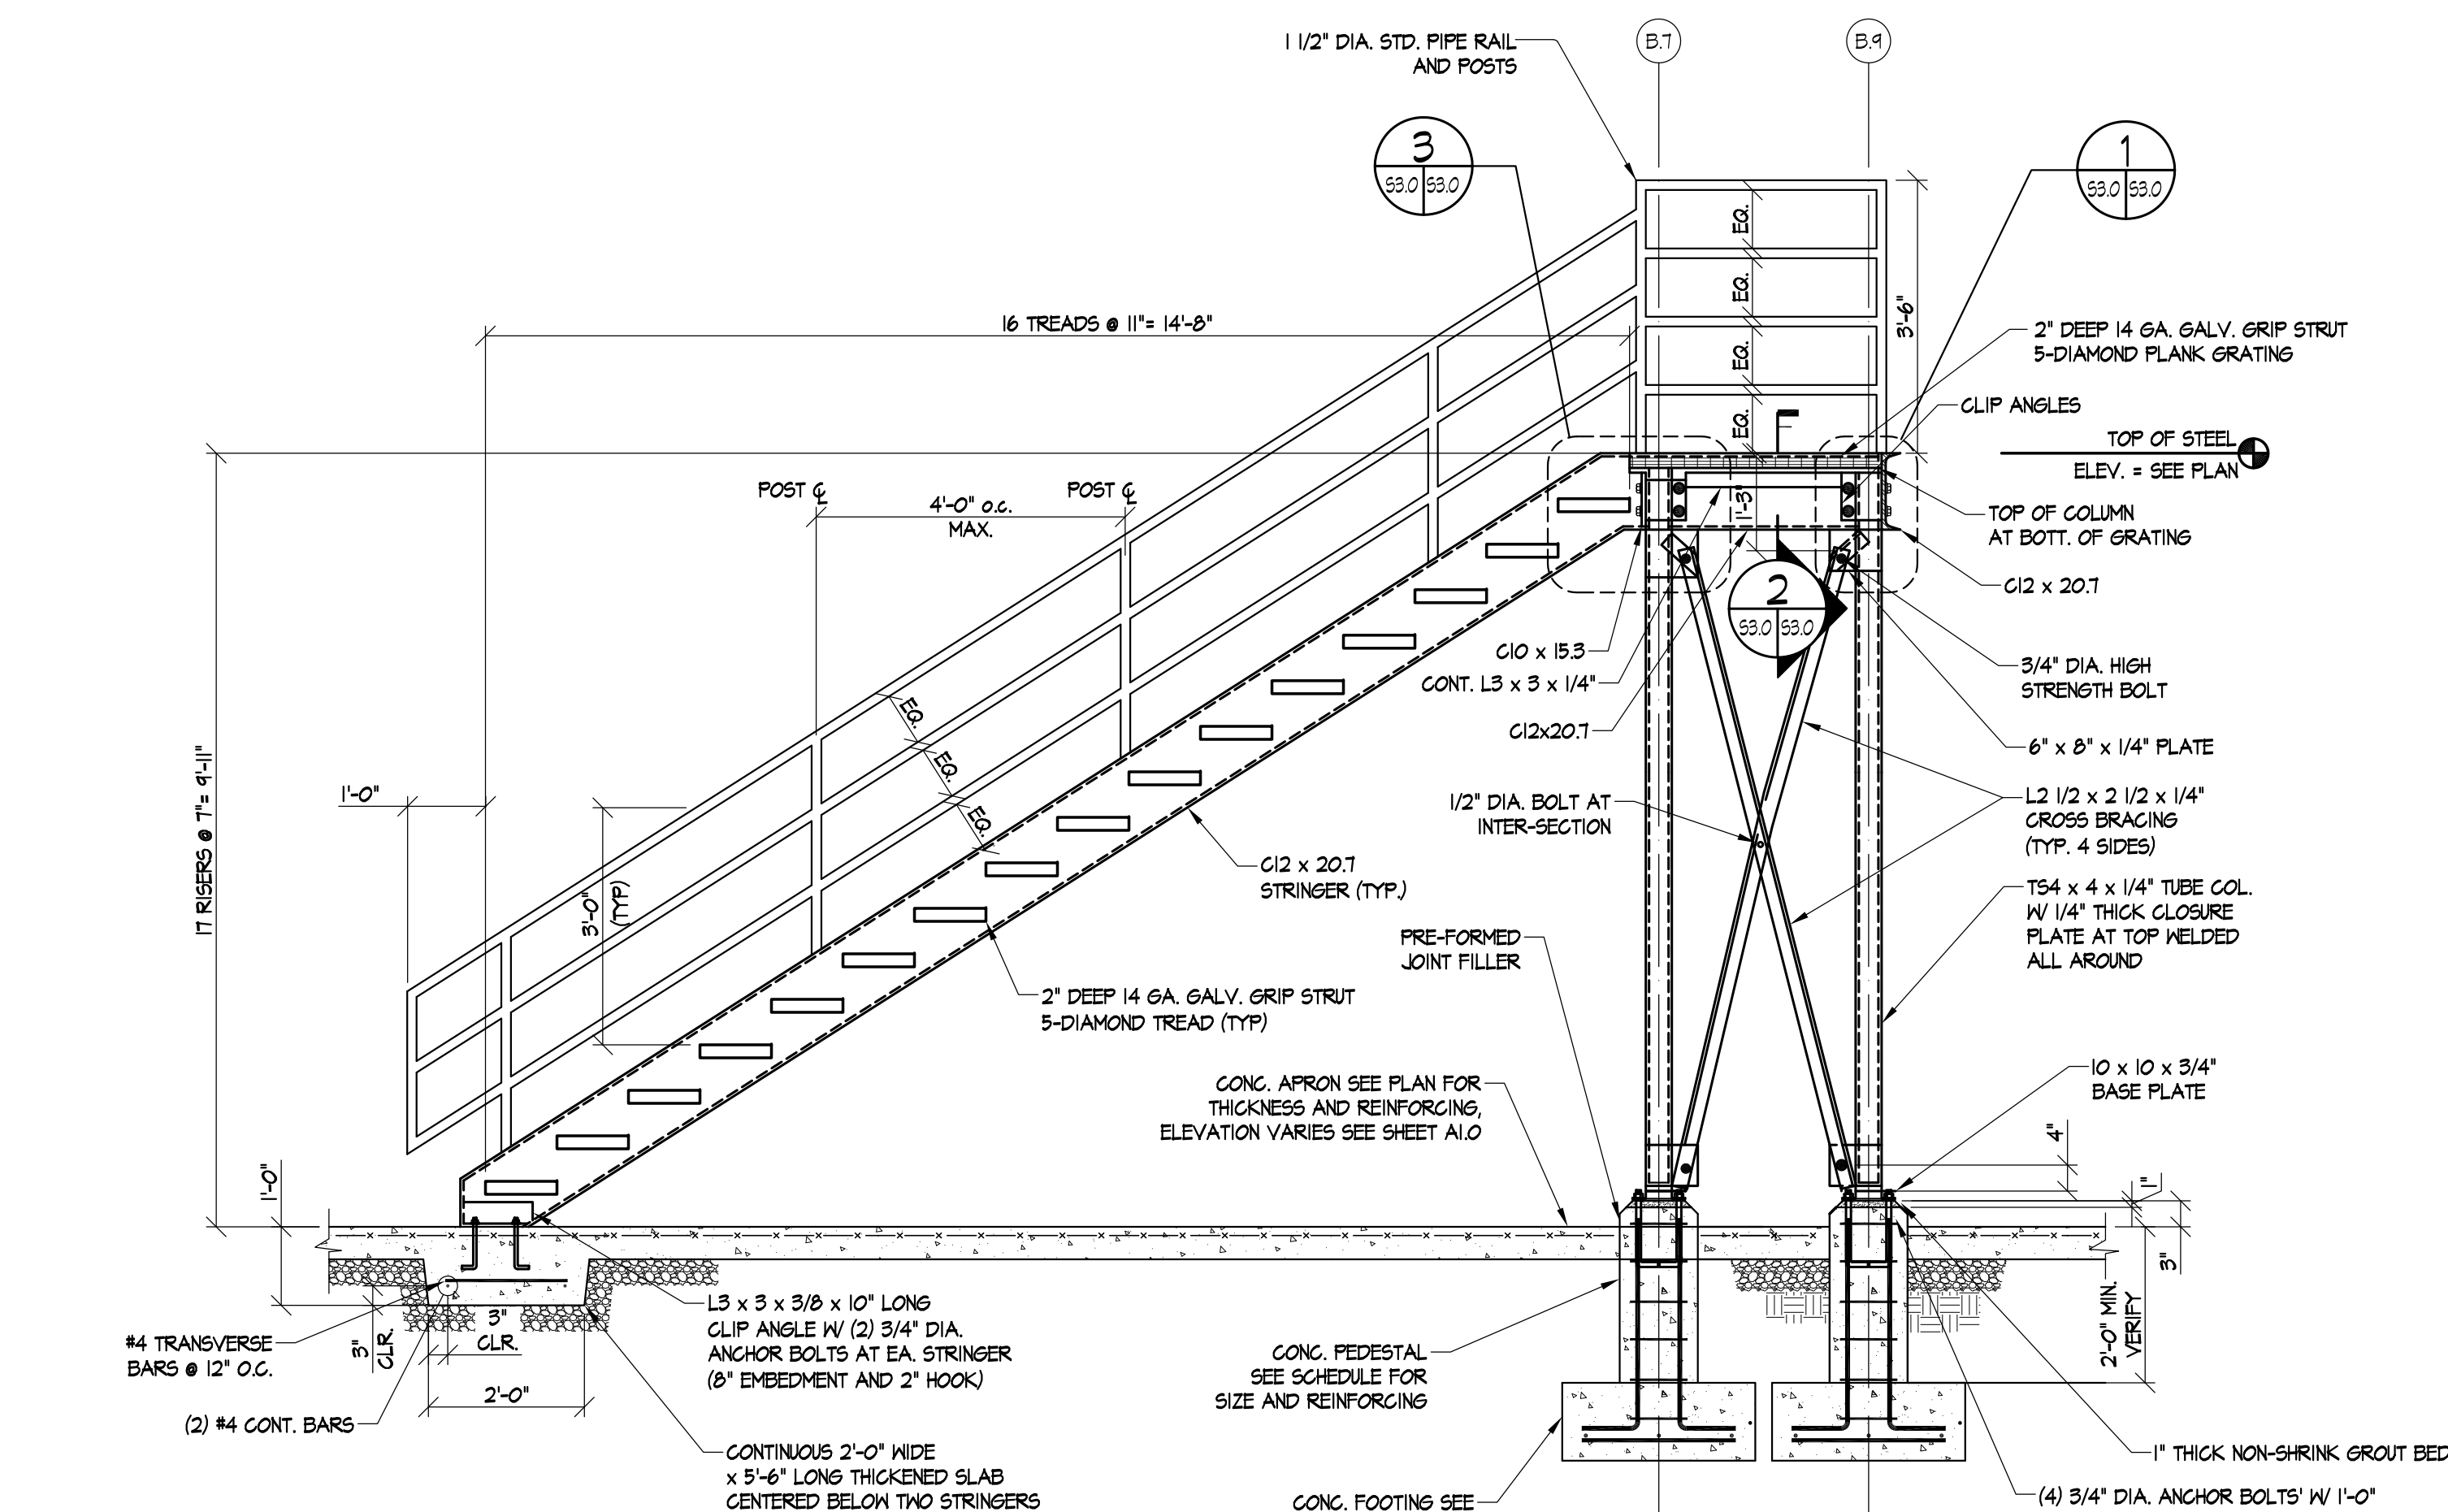 1 1/2" DIA. STD. PIPE RAIL
AND POSTS
B.7
B.9
3
S3.0
S3.0
1
S3.0
S3.0
EQ.
EQ.
EQ.
EQ.
3'-6"
16 TREADS @ 11"= 14'-8"
2" DEEP 14 GA. GALV. GRIP STRUT
5-DIAMOND PLANK GRATING
CLIP ANGLES
TOP OF STEEL
ELEV. = SEE PLAN
POST ℄
4'-0" o.c.
MAX.
POST ℄
1'-3"
TOP OF COLUMN
AT BOTT. OF GRATING
C12 x 20.7
2
S3.0
S3.0
C10 x 15.3
CONT. L3 x 3 x 1/4"
C12x20.7
3/4" DIA. HIGH
STRENGTH BOLT
6" x 8" x 1/4" PLATE
EQ.
EQ.
EQ.
17 RISERS @ 7"= 9'-11"
1'-0"
3'-0"
(TYP)
1/2" DIA. BOLT AT
INTER-SECTION
L2 1/2 x 2 1/2 x 1/4"
CROSS BRACING
(TYP. 4 SIDES)
C12 x 20.7
STRINGER (TYP.)
TS4 x 4 x 1/4" TUBE COL.
W/ 1/4" THICK CLOSURE
PLATE AT TOP WELDED
ALL AROUND
PRE-FORMED
JOINT FILLER
2" DEEP 14 GA. GALV. GRIP STRUT
5-DIAMOND TREAD (TYP)
CONC. APRON SEE PLAN FOR
THICKNESS AND REINFORCING,
ELEVATION VARIES SEE SHEET A1.0
10 x 10 x 3/4"
BASE PLATE
4"
1"
3"
1'-0"
2'-0" MIN.
VERIFY
#4 TRANSVERSE
BARS @ 12" O.C.
3"
CLR.
3"
CLR.
2'-0"
(2) #4 CONT. BARS
L3 x 3 x 3/8 x 10" LONG
CLIP ANGLE W/ (2) 3/4" DIA.
ANCHOR BOLTS AT EA. STRINGER
(8" EMBEDMENT AND 2" HOOK)
CONC. PEDESTAL
SEE SCHEDULE FOR
SIZE AND REINFORCING
CONTINUOUS 2'-0" WIDE
x 5'-6" LONG THICKENED SLAB
CENTERED BELOW TWO STRINGERS
CONC. FOOTING SEE
1" THICK NON-SHRINK GROUT BED
(4) 3/4" DIA. ANCHOR BOLTS' W/ 1'-0"